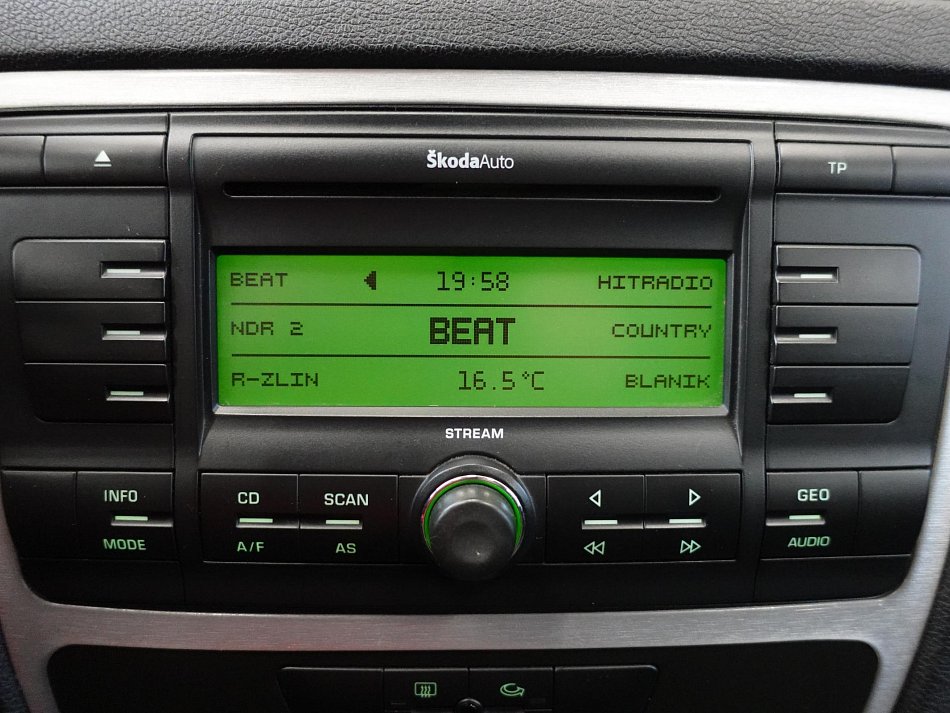 ŠkodaAuto
TP
BEAT 19:58 HITRADIO
NDR 2 BEAT COUNTRY
R-ZLIN 16.5°C BLANIK
STREAM
INFO CD SCAN GEO
MODE A/F AS AUDIO